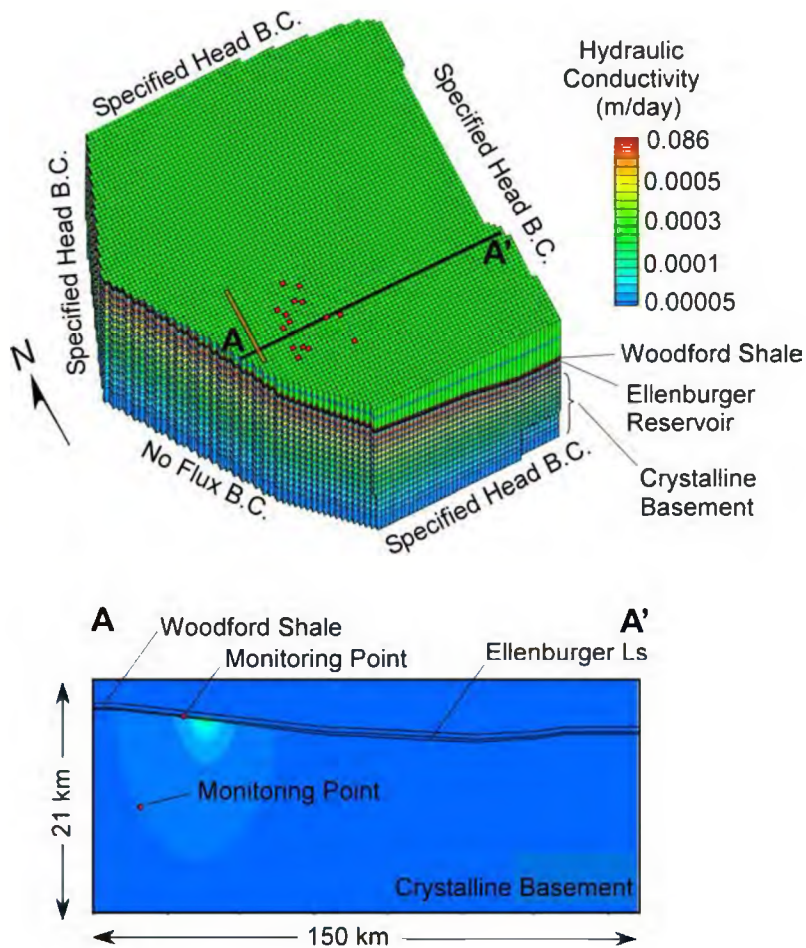 Specified Head B.C.
Specified Head B.C.
Specified Head B.C.
No Flux B.C.
Specified Head B.C.
N
A
A'
Hydraulic
Conductivity
(m/day)
0.086
0.0005
0.0003
0.0001
0.00005
Woodford Shale
Ellenburger
Reservoir
Crystalline
Basement
A
A'
Woodford Shale
Monitoring Point
Ellenburger Ls
Monitoring Point
21 km
Crystalline Basement
150 km